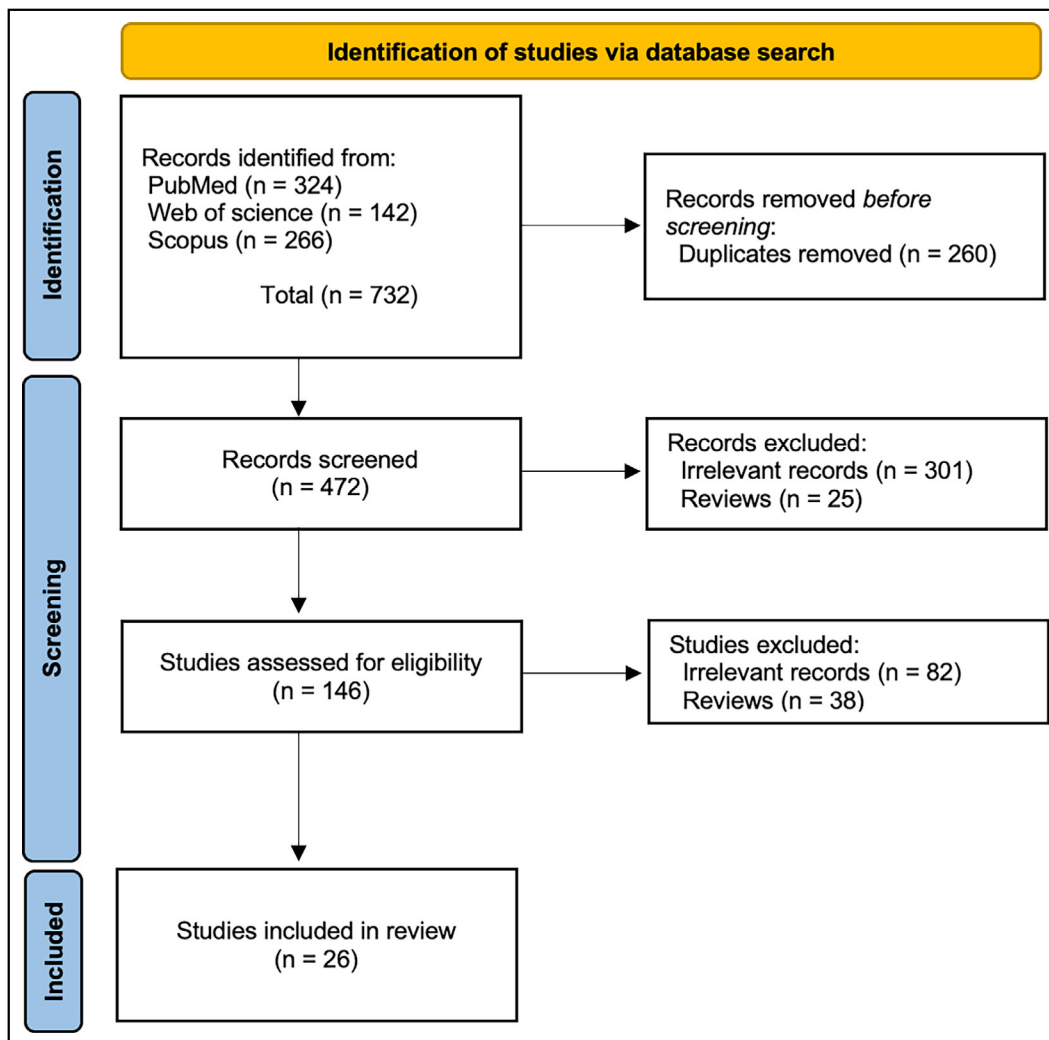 Identification of studies via database search
Identification
Records identified from:
PubMed (n = 324)
Web of science (n = 142)
Scopus (n = 266)
Total (n = 732)
Records removed before
screening:
Duplicates removed (n = 260)
Screening
Records screened
(n = 472)
Records excluded:
Irrelevant records (n = 301)
Reviews (n = 25)
Studies assessed for eligibility
(n = 146)
Studies excluded:
Irrelevant records (n = 82)
Reviews (n = 38)
Included
Studies included in review
(n = 26)